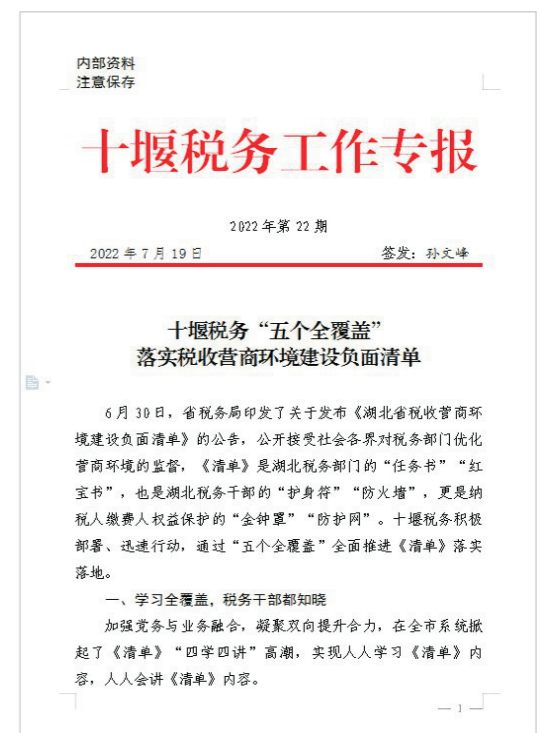 内部资料
注意保存
十堰税务工作专报
2022年第22期
2022年7月19日 签发：孙文峰
十堰税务“五个全覆盖”
落实税收营商环境建设负面清单
6月30日，省税务局印发了关于发布《湖北省税收营商环
境建设负面清单》的公告，公开接受社会各界对税务部门优化
营商环境的监督，《清单》是湖北税务部门的“任务书”“红
宝书”，也是湖北税务干部的“护身符”“防火墙”，更是纳
税人缴费人权益保护的“金钟罩”“防护网”。十堰税务积极
部署、迅速行动，通过“五个全覆盖”全面推进《清单》落实
落地。
一、学习全覆盖，税务干部都知晓
加强党务与业务融合，凝聚双向提升合力，在全市系统掀
起了《清单》“四学四讲”高潮，实现人人学习《清单》内
容，人人会讲《清单》内容。
— 1 —